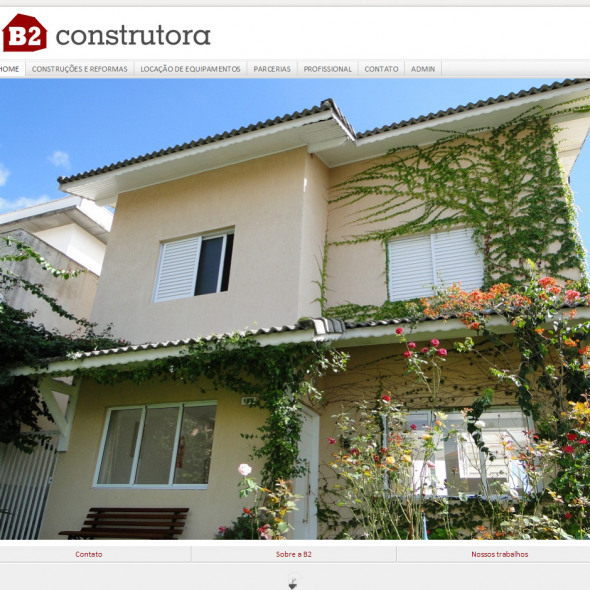 B2 construtora
HOME CONSTRUÇÕES E REFORMAS LOCAÇÃO DE EQUIPAMENTOS PARCERIAS PROFISSIONAL CONTATO ADMIN
Contato Sobre a B2 Nossos trabalhos